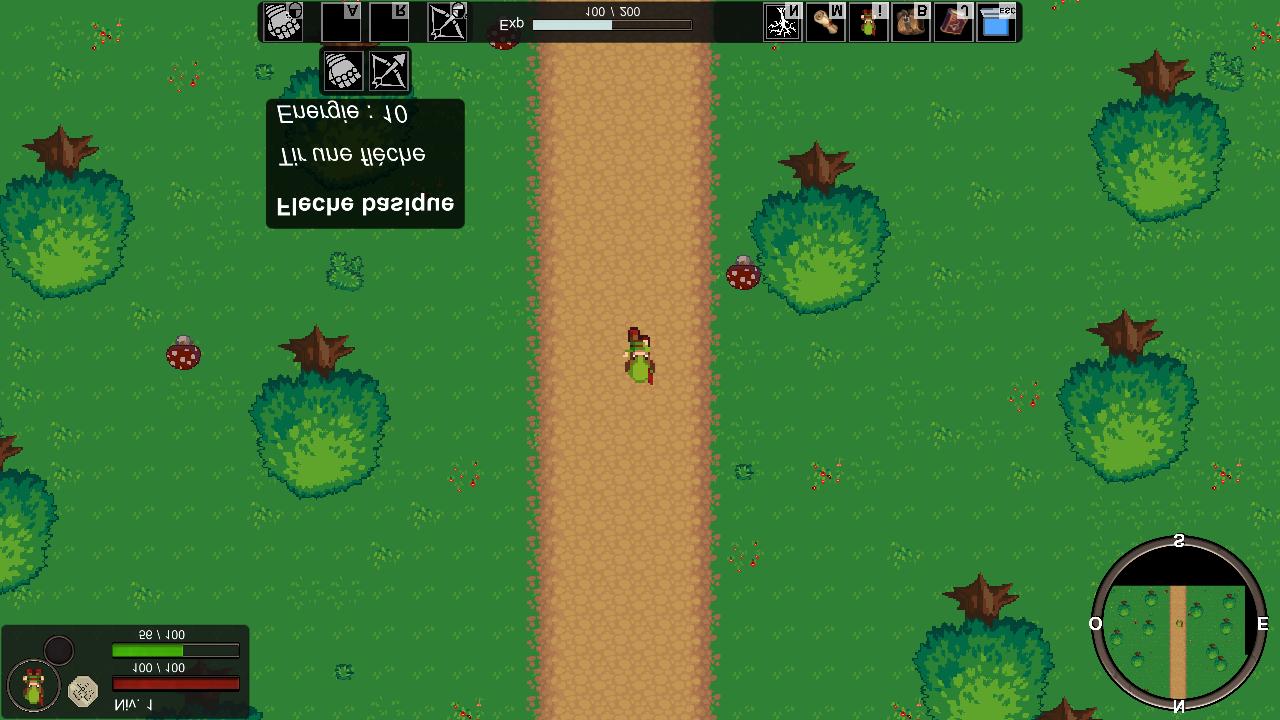 Niv. 1
100 / 100
56 / 100
N
O
E
S
Fleche basique
Tir une flèche
Energie : 10
Exp
100 / 200
A
R
N
M
I
B
J
ESC